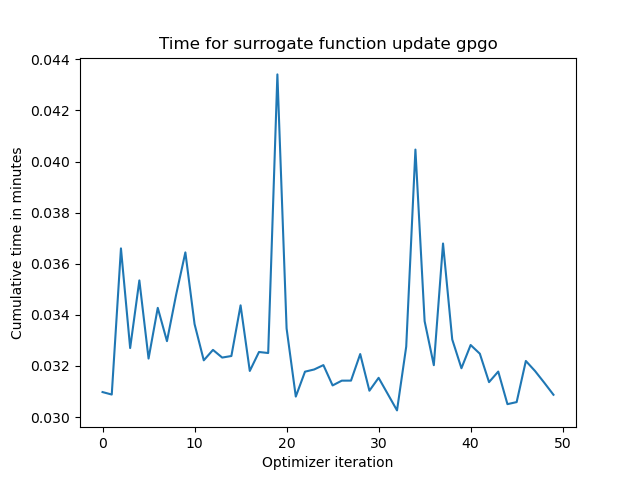 Time for surrogate function update gpgo
0.044
0.042
0.040
0.038
0.036
0.034
0.032
0.030
Cumulative time in minutes
0 10 20 30 40 50
Optimizer iteration